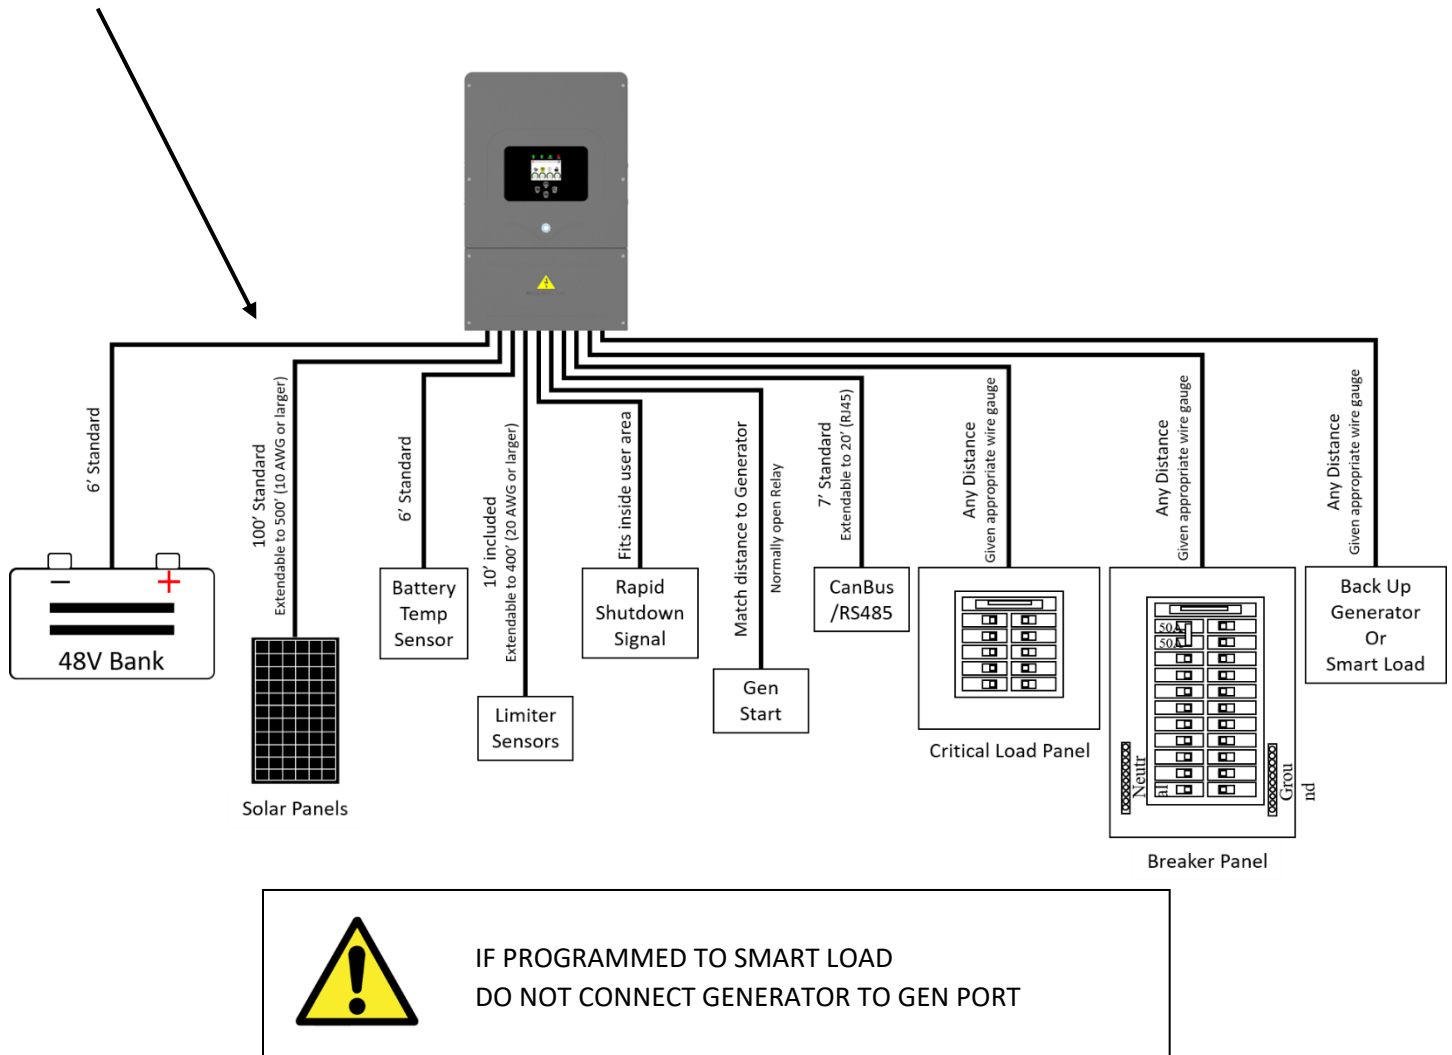 6’ Standard
100’ Standard
Extendable to 500’ (10 AWG or larger)
6’ Standard
10’ included
Extendable to 400’ (20 AWG or larger)
Fits inside user area
Match distance to Generator
Normally open Relay
7’ Standard
Extendable to 20’ (RJ45)
Any Distance
Given appropriate wire gauge
Any Distance
Given appropriate wire gauge
Any Distance
Given appropriate wire gauge
48V Bank
Solar Panels
Battery
Temp
Sensor
Limiter
Sensors
Rapid
Shutdown
Signal
Gen
Start
CanBus
/RS485
Critical Load Panel
50A
50A
Neutr
al
Grou
nd
Breaker Panel
Back Up
Generator
Or
Smart Load
IF PROGRAMMED TO SMART LOAD
DO NOT CONNECT GENERATOR TO GEN PORT